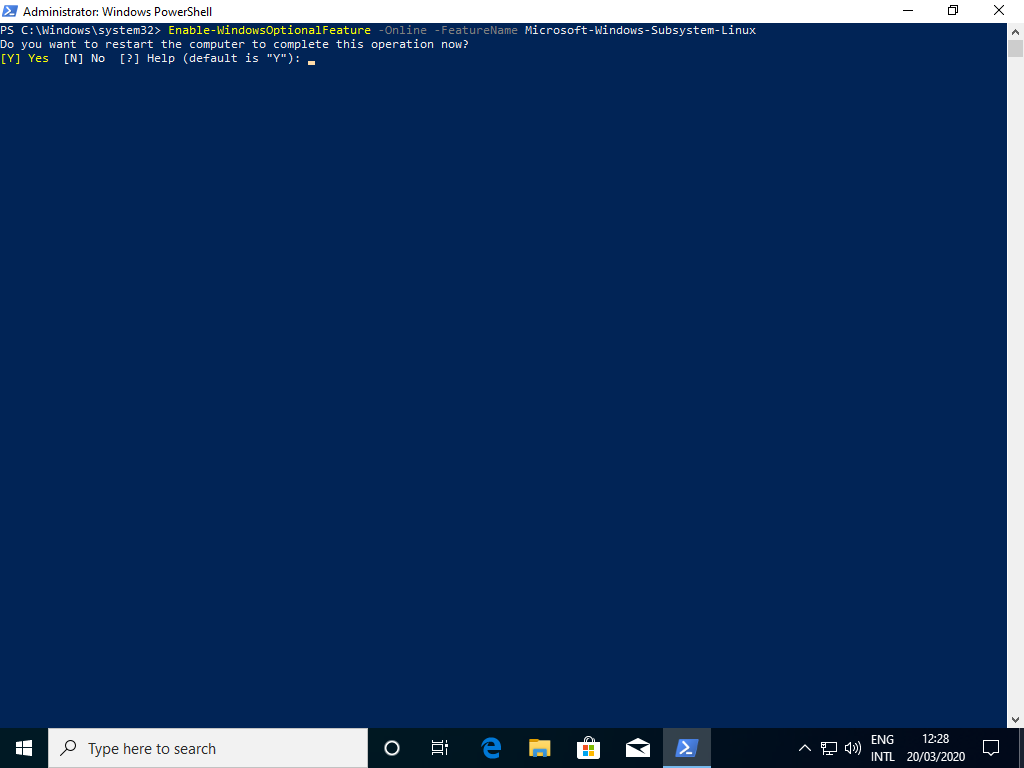 Administrator: Windows PowerShell
PS C:\Windows\system32> Enable-WindowsOptionalFeature -Online -FeatureName Microsoft-Windows-Subsystem-Linux
Do you want to restart the computer to complete this operation now?
[Y] Yes  [N] No  [?] Help (default is "Y"):
Type here to search
ENG
INTL
12:28
20/03/2020